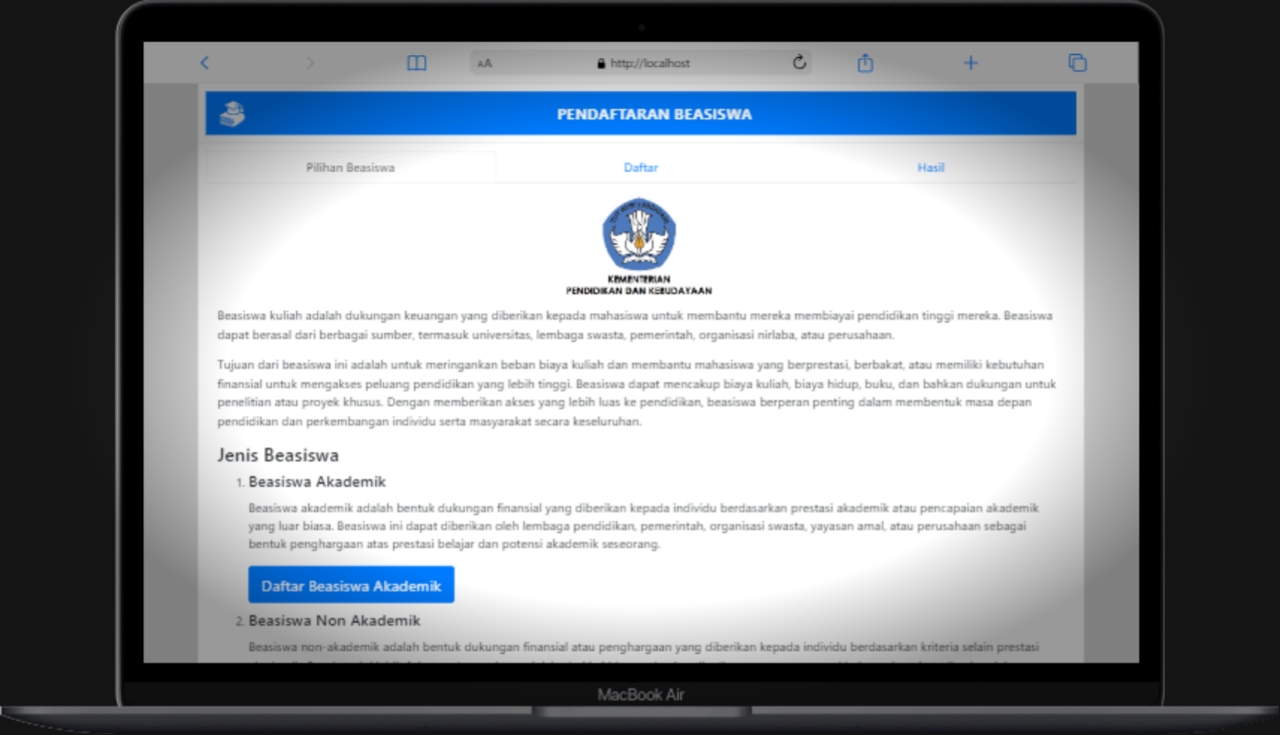 AA
http://localhost
PENDAFTARAN BEASISWA
Pilihan Beasiswa
Daftar
Hasil
KEMENTERIAN
PENDIDIKAN DAN KEBUDAYAAN
Beasiswa kuliah adalah dukungan keuangan yang diberikan kepada mahasiswa untuk membantu mereka membiayai pendidikan tinggi mereka. Beasiswa
dapat berasal dari berbagai sumber, termasuk universitas, lembaga swasta, pemerintah, organisasi nirlaba, atau perusahaan.
Tujuan dari beasiswa ini adalah untuk meringankan beban biaya kuliah dan membantu mahasiswa yang berprestasi, berbakat, atau memiliki kebutuhan
finansial untuk mengakses peluang pendidikan yang lebih tinggi. Beasiswa dapat mencakup biaya kuliah, biaya hidup, buku, dan bahkan dukungan untuk
penelitian atau proyek khusus. Dengan memberikan akses yang lebih luas ke pendidikan, beasiswa berperan penting dalam membentuk masa depan
pendidikan dan perkembangan individu serta masyarakat secara keseluruhan.
Jenis Beasiswa
1. Beasiswa Akademik
Beasiswa akademik adalah bentuk dukungan finansial yang diberikan kepada individu berdasarkan prestasi akademik atau pencapaian akademik
yang luar biasa. Beasiswa ini dapat diberikan oleh lembaga pendidikan, pemerintah, organisasi swasta, yayasan amal, atau perusahaan sebagai
bentuk penghargaan atas prestasi belajar dan potensi akademik seseorang.
Daftar Beasiswa Akademik
2. Beasiswa Non Akademik
Beasiswa non-akademik adalah bentuk dukungan finansial atau penghargaan yang diberikan kepada individu berdasarkan kriteria selain prestasi
MacBook Air